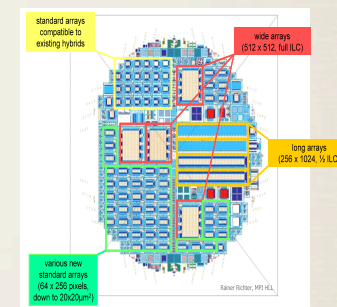 standard arrays
compatible to
existing hybrids
wide arrays
(512 x 512, full ILC)
long arrays
(256 x 1024, ½ ILC
various new
standard arrays
(64 x 256 pixels,
down to 20x20µm²)
Rainer Richter, MPI HLL